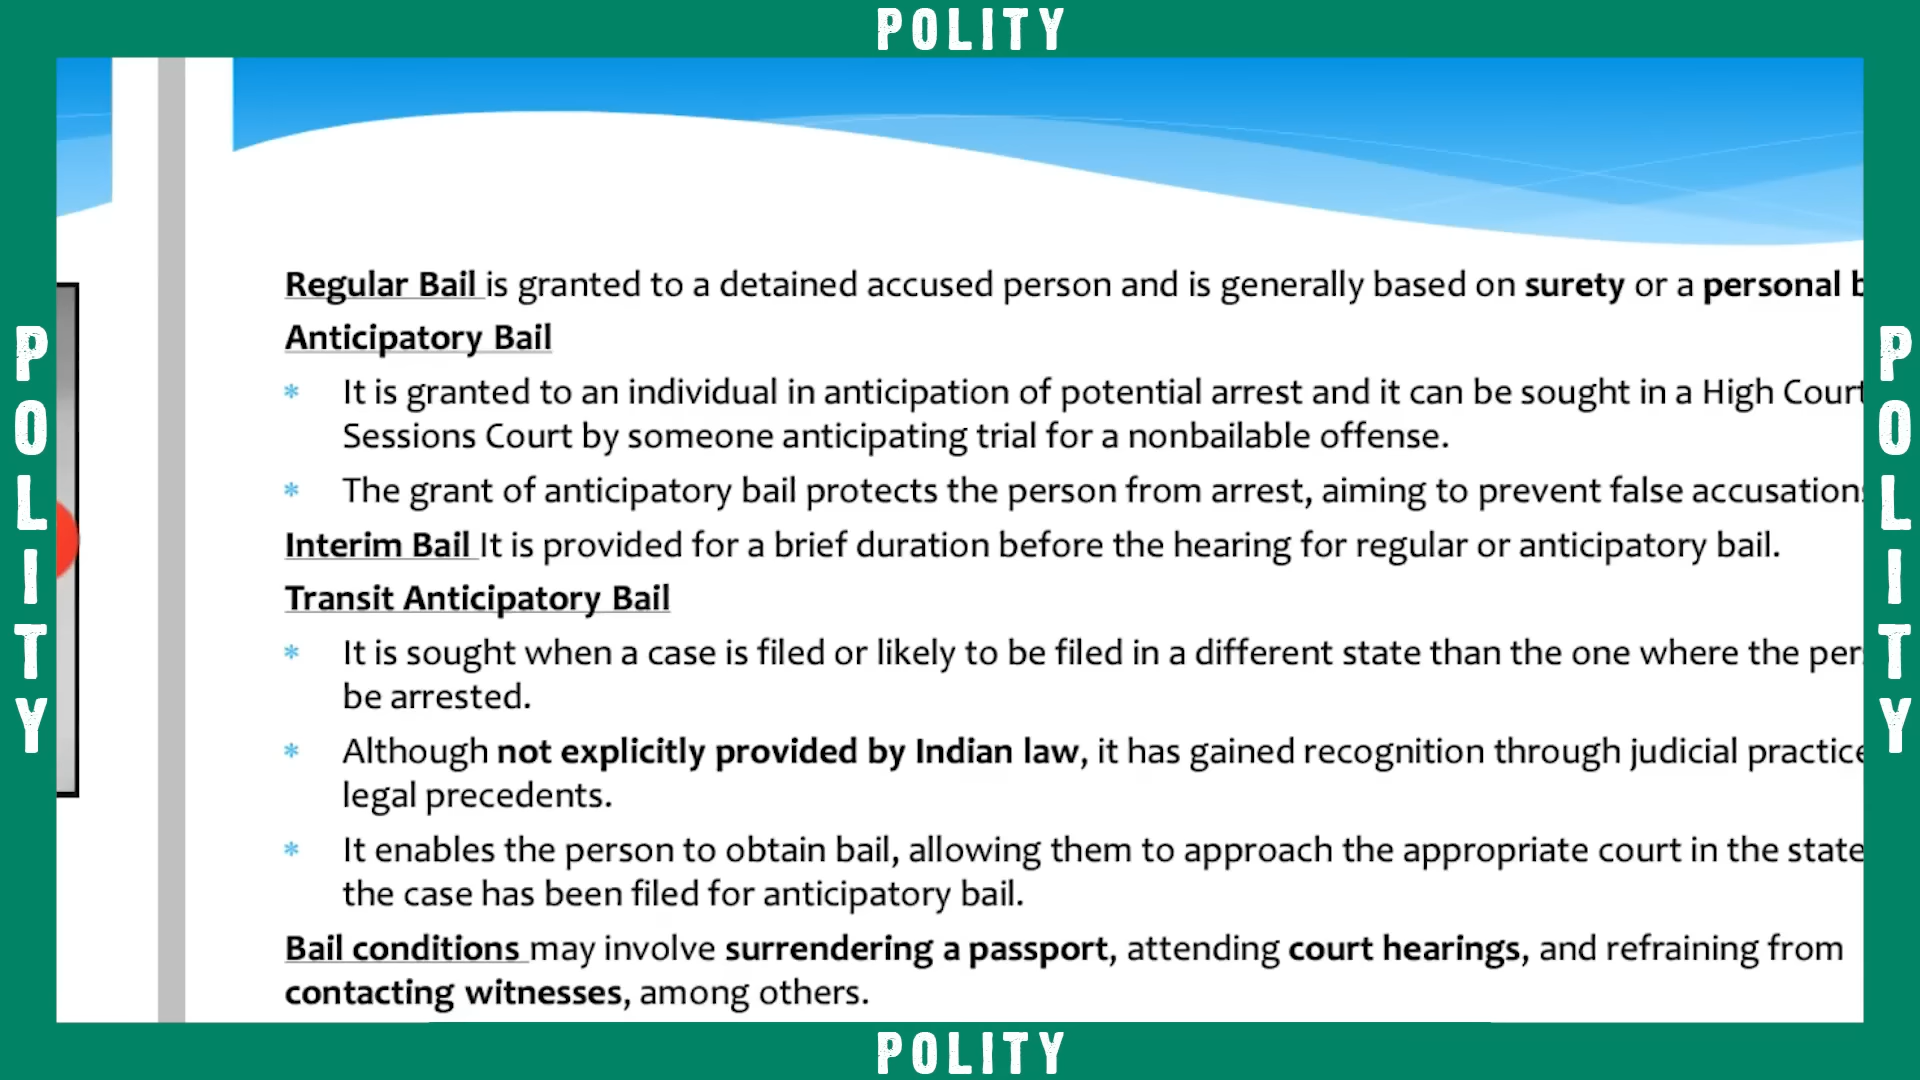 POLITY
Regular Bail is granted to a detained accused person and is generally based on surety or a personal
Anticipatory Bail
* It is granted to an individual in anticipation of potential arrest and it can be sought in a High Court
Sessions Court by someone anticipating trial for a nonbailable offense.
* The grant of anticipatory bail protects the person from arrest, aiming to prevent false accusations
Interim Bail It is provided for a brief duration before the hearing for regular or anticipatory bail.
Transit Anticipatory Bail
* It is sought when a case is filed or likely to be filed in a different state than the one where the
be arrested.
* Although not explicitly provided by Indian law, it has gained recognition through judicial practice
legal precedents.
* It enables the person to obtain bail, allowing them to approach the appropriate court in the state
the case has been filed for anticipatory bail.
Bail conditions may involve surrendering a passport, attending court hearings, and refraining from
contacting witnesses, among others.
POLITY
POLITY
POLITY